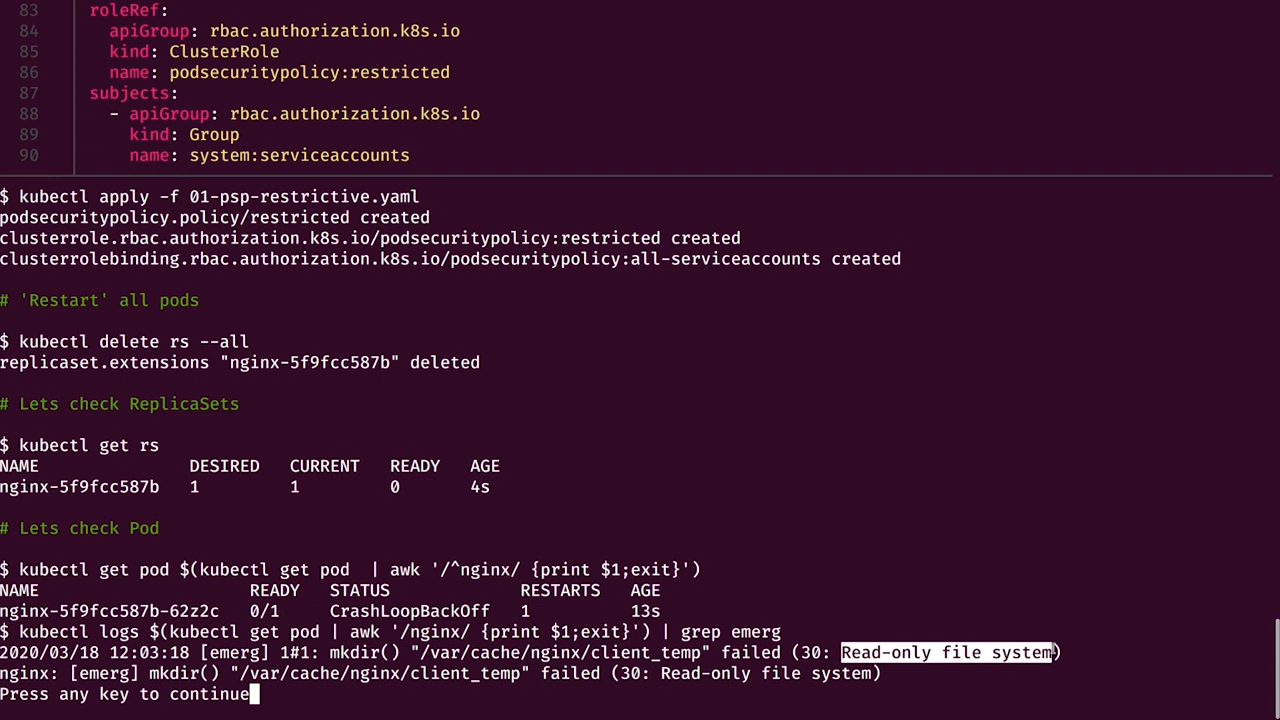 83 roleRef:
84 apiGroup: rbac.authorization.k8s.io
85 kind: ClusterRole
86 name: podsecuritypolicy:restricted
87 subjects:
88 - apiGroup: rbac.authorization.k8s.io
89 kind: Group
90 name: system:serviceaccounts
$ kubectl apply -f 01-psp-restrictive.yaml
podsecuritypolicy.policy/restricted created
clusterrole.rbac.authorization.k8s.io/podsecuritypolicy:restricted created
clusterrolebinding.rbac.authorization.k8s.io/podsecuritypolicy:all-serviceaccounts created
# 'Restart' all pods
$ kubectl delete rs --all
replicaset.extensions "nginx-5f9fcc587b" deleted
# Lets check ReplicaSets
$ kubectl get rs
NAME DESIRED CURRENT READY AGE
nginx-5f9fcc587b 1 1 0 4s
# Lets check Pod
$ kubectl get pod $(kubectl get pod  | awk '/^nginx/ {print $1;exit}')
NAME READY STATUS RESTARTS AGE
nginx-5f9fcc587b-62z2c 0/1 CrashLoopBackOff 1 13s
$ kubectl logs $(kubectl get pod | awk '/nginx/ {print $1;exit}') | grep emerg
2020/03/18 12:03:18 [emerg] 1#1: mkdir() "/var/cache/nginx/client_temp" failed (30: Read-only file system)
nginx: [emerg] mkdir() "/var/cache/nginx/client_temp" failed (30: Read-only file system)
Press any key to continue